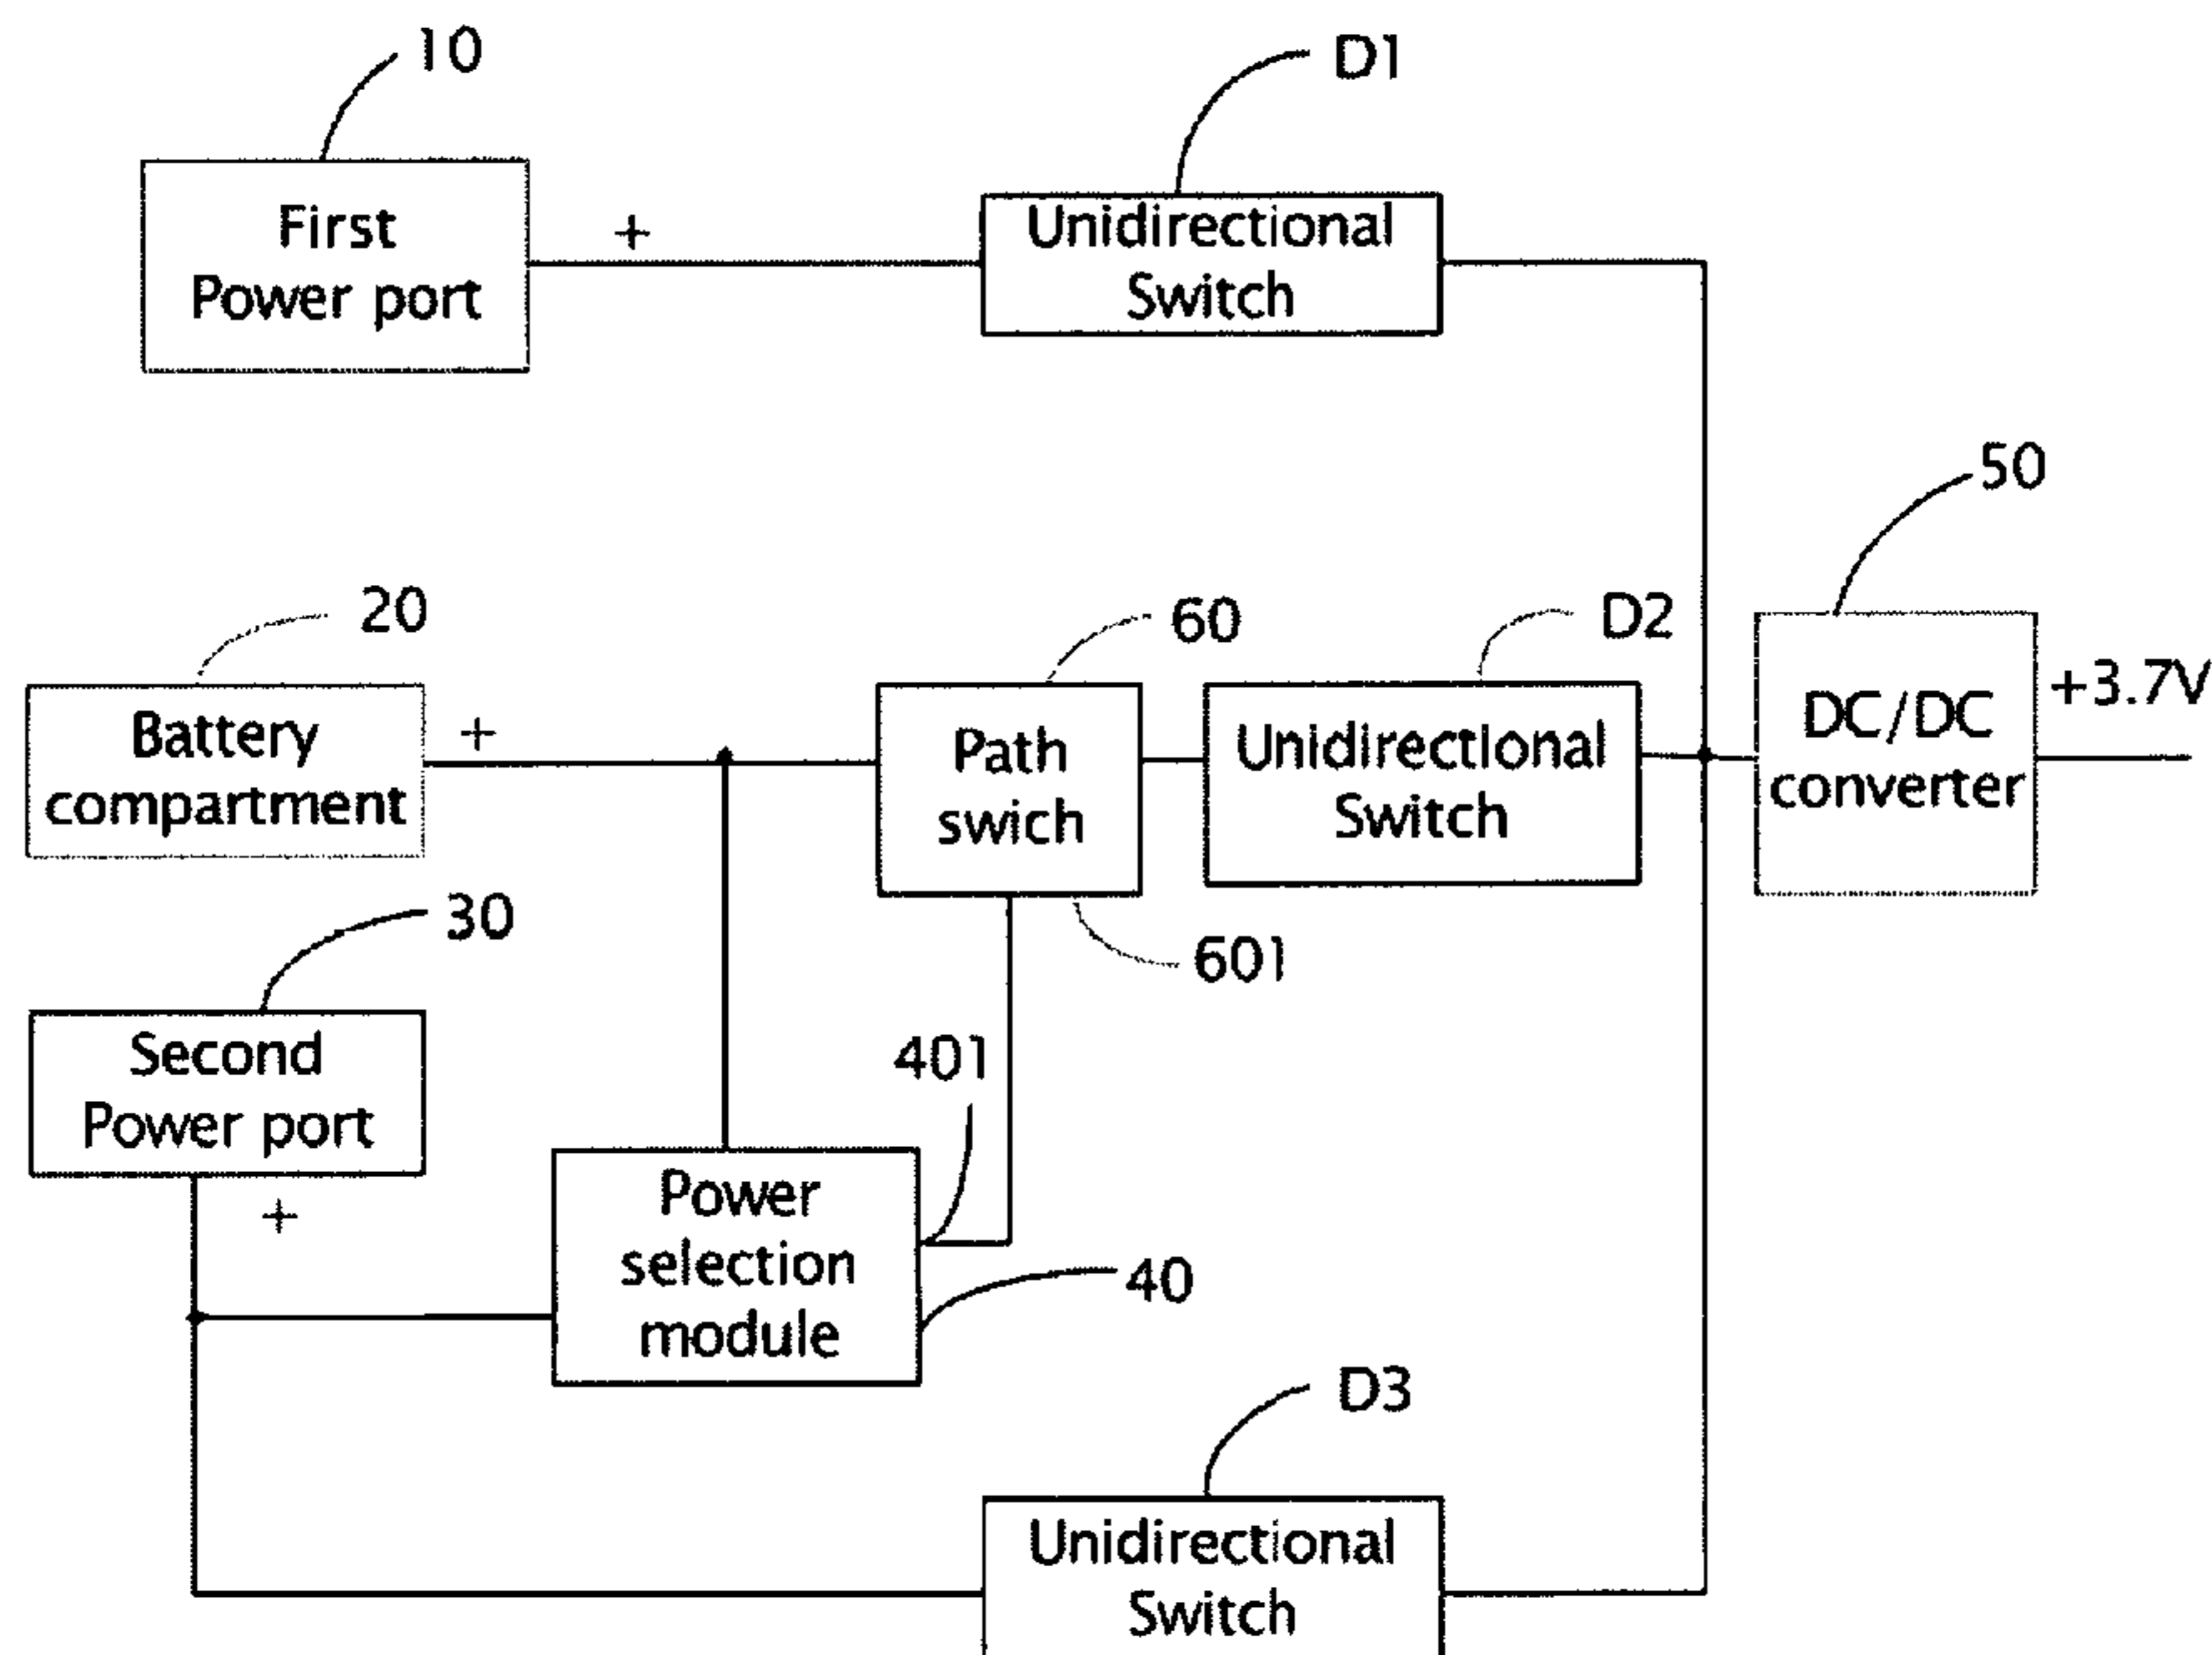 10
D1
First
Power port
+
Unidirectional
Switch
50
20
60
D2
Battery
compartment
+
Path
swich
Unidirectional
Switch
DC/DC
converter
+3.7V
30
601
Second
Power port
401
+
Power
selection
module
40
D3
Unidirectional
Switch